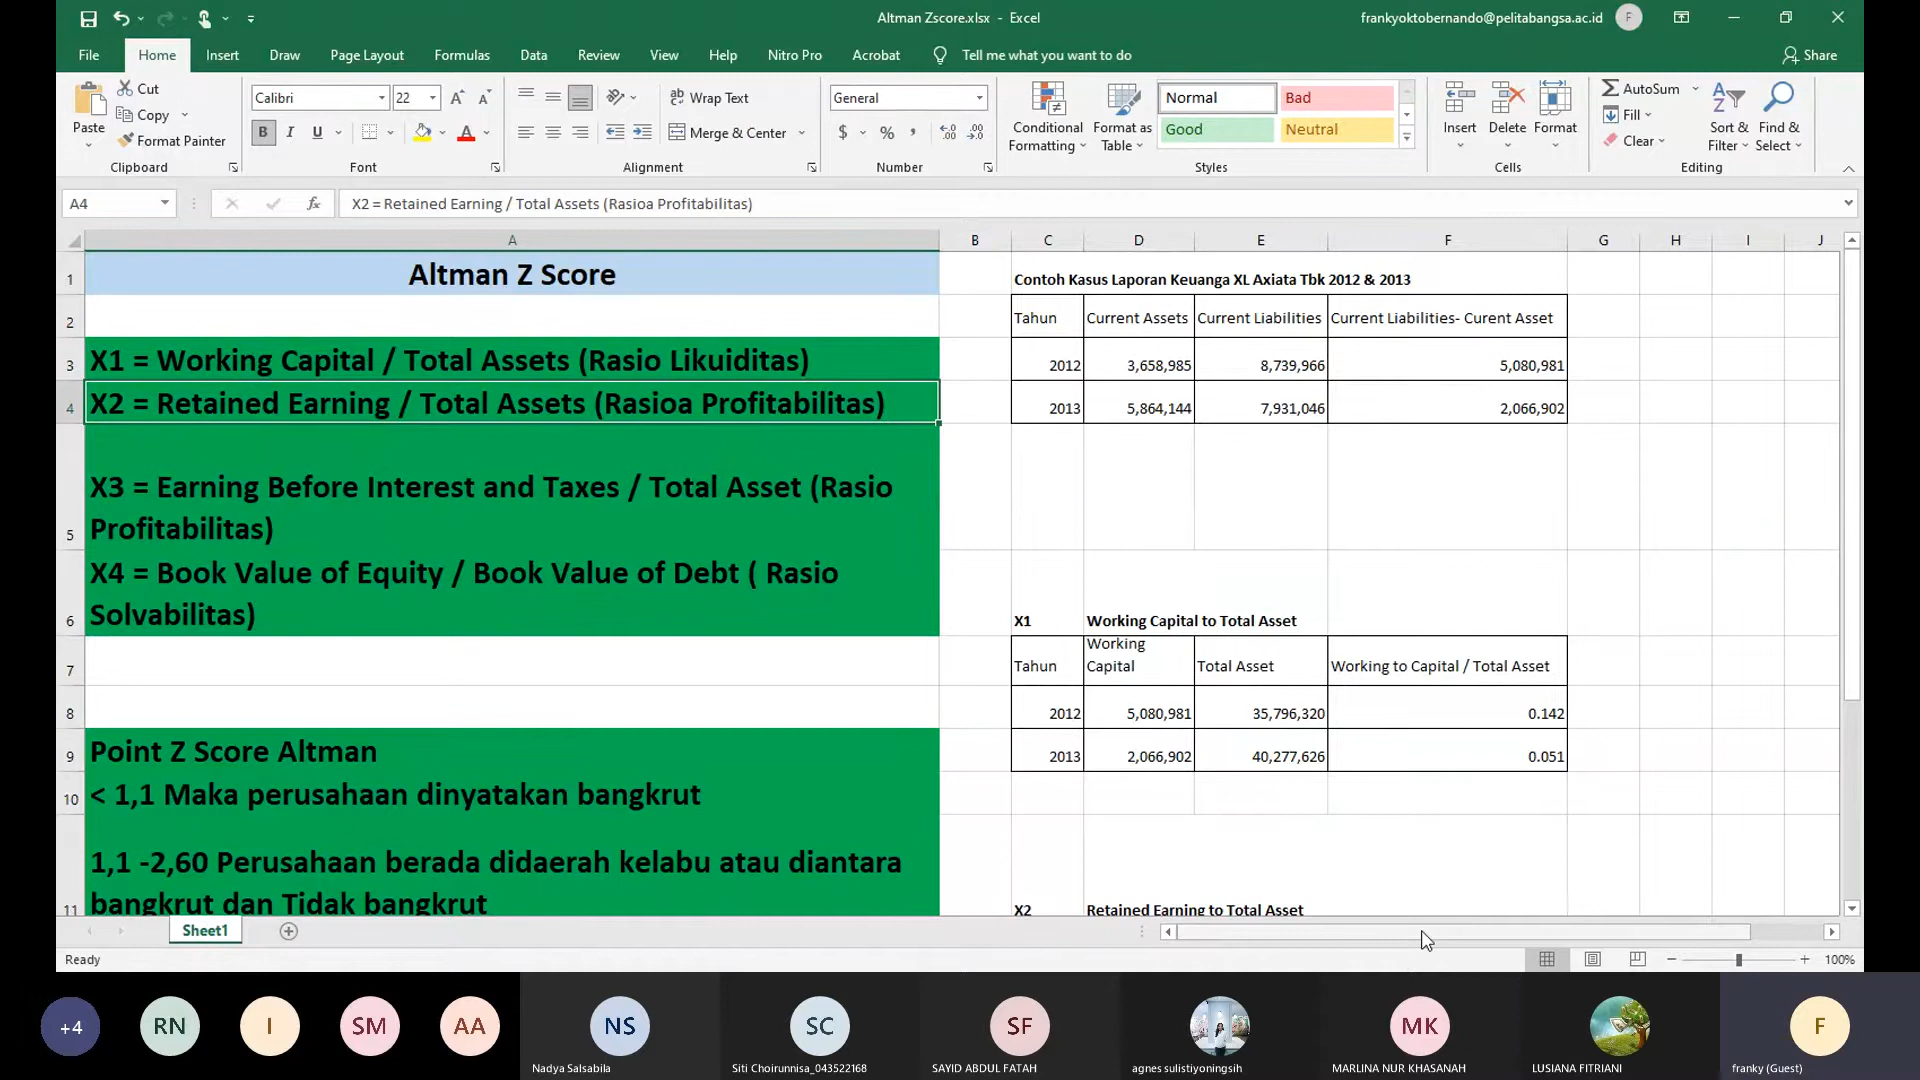 Altman Zscore.xlsx - Excel
frankyoktobernando@pelitabangsa.ac.id
F
File Home Insert Draw Page Layout Formulas Data Review View Help Nitro Pro Acrobat Tell me what you want to do Share
Paste
Cut
Copy
Format Painter
Clipboard
Calibri 22
B I U
Font
Wrap Text
Merge & Center
Alignment
General
$ % ,
Number
Conditional Formatting
Format as Table
Normal Bad
Good Neutral
Styles
Insert Delete Format
Cells
AutoSum
Fill
Clear
Sort & Filter
Find & Select
Editing
A4
fx
X2 = Retained Earning / Total Assets (Rasioa Profitabilitas)
A B C D E F G H I J
1 Altman Z Score
Contoh Kasus Laporan Keuanga XL Axiata Tbk 2012 & 2013
2 Tahun Current Assets Current Liabilities Current Liabilities- Curent Asset
3 X1 = Working Capital / Total Assets (Rasio Likuiditas)
2012 3,658,985 8,739,966 5,080,981
4 X2 = Retained Earning / Total Assets (Rasioa Profitabilitas)
2013 5,864,144 7,931,046 2,066,902
X3 = Earning Before Interest and Taxes / Total Asset (Rasio
5 Profitabilitas)
X4 = Book Value of Equity / Book Value of Debt ( Rasio
6 Solvabilitas)
X1 Working Capital to Total Asset
7 Tahun Working Capital Total Asset Working to Capital / Total Asset
8 2012 5,080,981 35,796,320 0.142
9 Point Z Score Altman
2013 2,066,902 40,277,626 0.051
10 < 1,1 Maka perusahaan dinyatakan bangkrut
1,1 -2,60 Perusahaan berada didaerah kelabu atau diantara
11 bangkrut dan Tidak bangkrut
X2 Retained Earning to Total Asset
Sheet1
Ready
100%
+4 RN I SM AA NS SC SF MK F
Nadya Salsabila
Siti Choirunnisa_043522168
SAYID ABDUL FATAH
agnes sulistiyoningsih
MARLINA NUR KHASANAH
LUSIANA FITRIANI
franky (Guest)